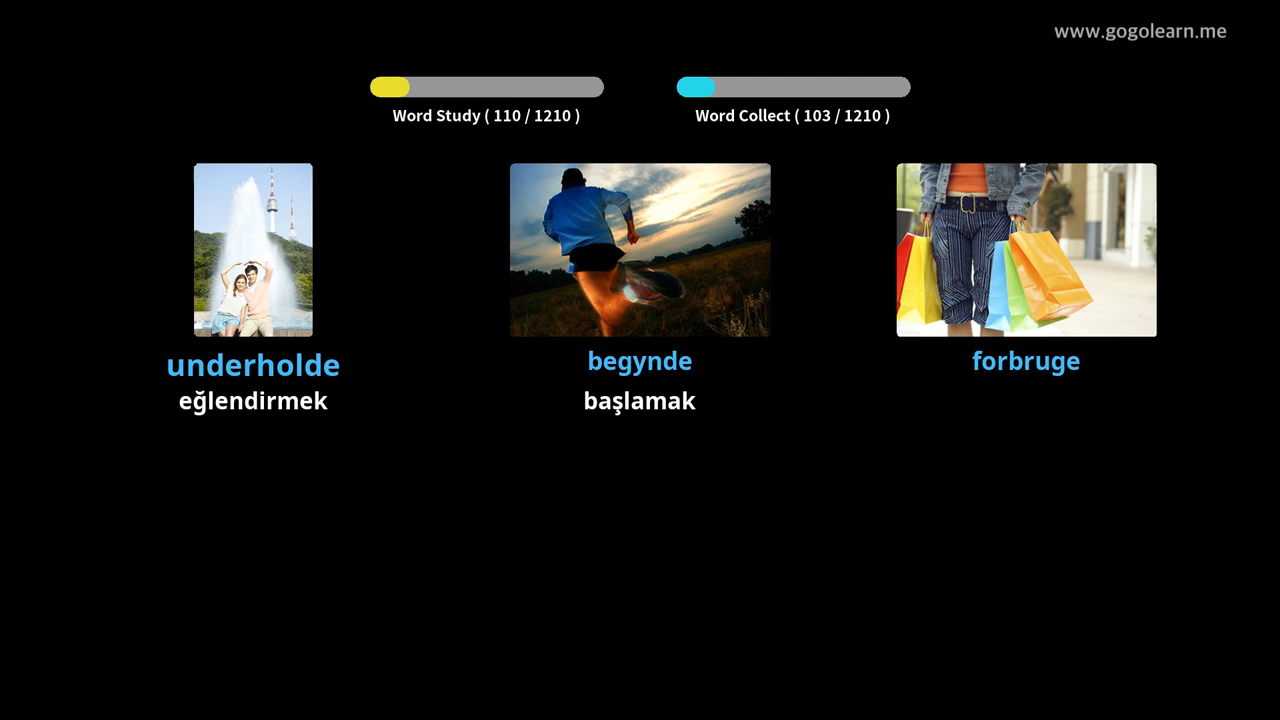 www.gogolearn.me
Word Study ( 110 / 1210 )
Word Collect ( 103 / 1210 )
underholde
eğlendirmek
begynde
başlamak
forbruge